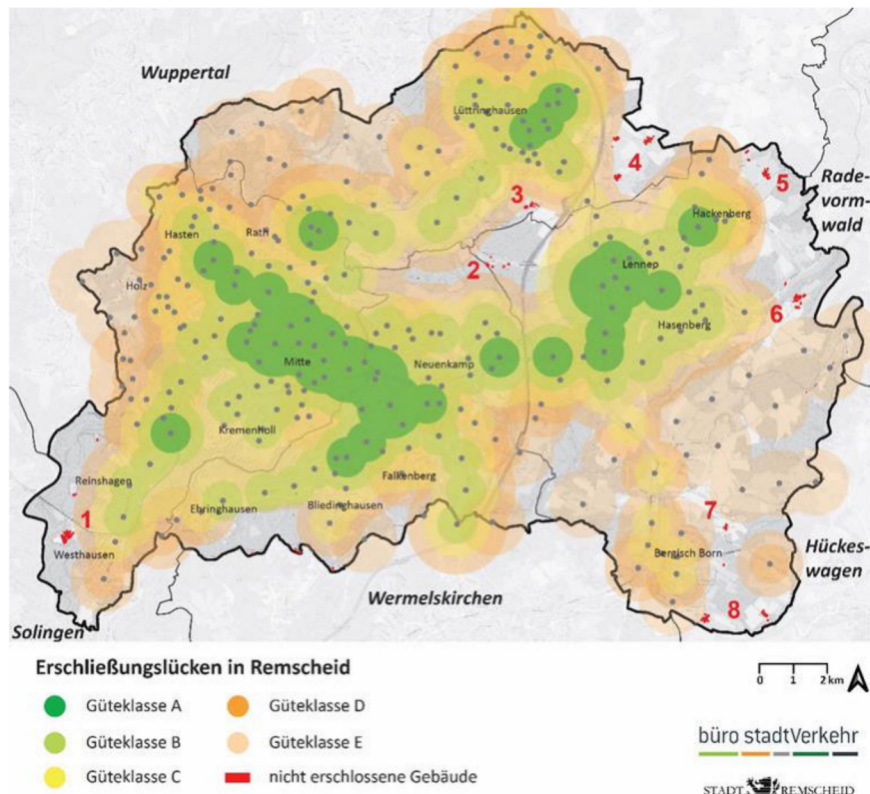 Wuppertal
Lüttringhausen
4
5
Rade-
vorm-
wald
3
Hackenberg
Hasten
Rath
Lennep
2
Holz
6
Hasenberg
Mitte
Neuenkamp
Kremenholl
Reinshagen
Falkenberg
Ebringhausen
Bliedinghausen
1
Westhausen
7
Bergisch Born
Hückes-
wagen
8
Wermelskirchen
Solingen
Erschließungslücken in Remscheid
0 1 2 km
Güteklasse A
Güteklasse D
Güteklasse B
Güteklasse E
Güteklasse C
nicht erschlossene Gebäude
büro stadtVerkehr
STADT REMSCHEID